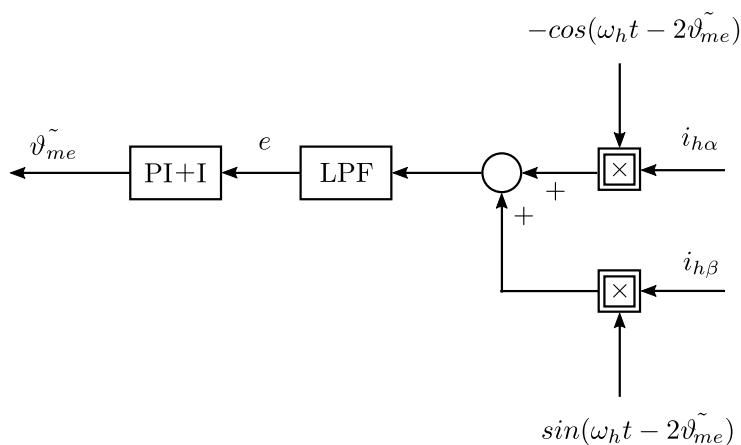 −cos(ω_h t − 2ϑ̃_me)
ϑ̃_me
e
i_hα
PI+I
LPF
×
+
+
i_hβ
×
sin(ω_h t − 2ϑ̃_me)